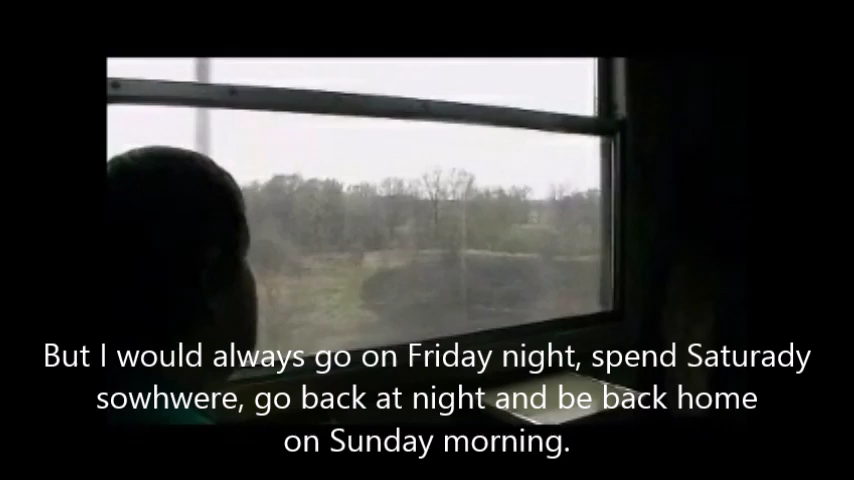 But I would always go on Friday night, spend Saturady
sowhwere, go back at night and be back home
on Sunday morning.